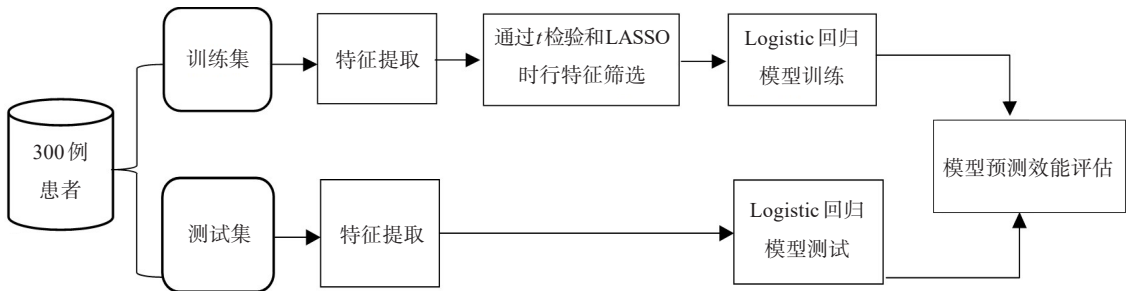 300例
患者
训练集
特征提取
通过t检验和LASSO
时行特征筛选
Logistic回归
模型训练
测试集
特征提取
Logistic回归
模型测试
模型预测效能评估